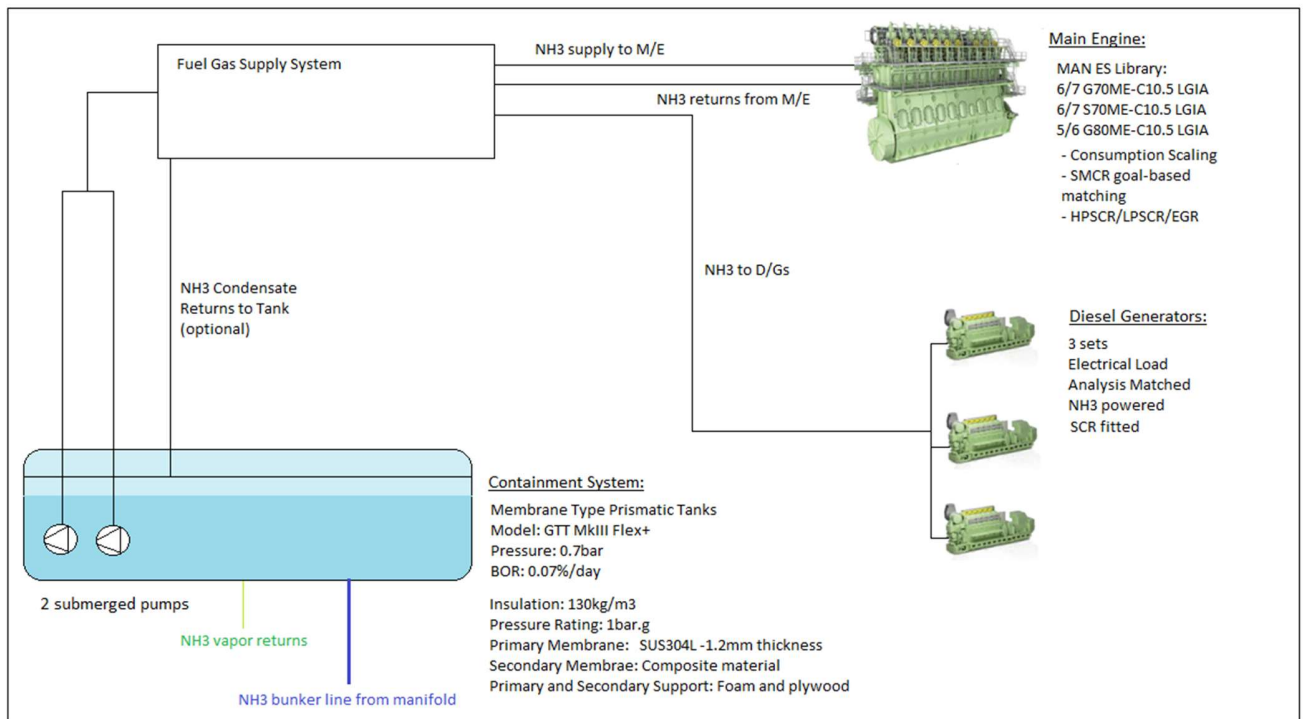 Fuel Gas Supply System
NH3 supply to M/E
NH3 returns from M/E
Main Engine:
MAN ES Library:
6/7 G70ME-C10.5 LGIA
6/7 S70ME-C10.5 LGIA
5/6 G80ME-C10.5 LGIA
- Consumption Scaling
- SMCR goal-based
matching
- HPSCR/LPSCR/EGR
NH3 Condensate
Returns to Tank
(optional)
NH3 to D/Gs
Diesel Generators:
3 sets
Electrical Load
Analysis Matched
NH3 powered
SCR fitted
Containment System:
Membrane Type Prismatic Tanks
Model: GTT MkIII Flex+
Pressure: 0.7bar
BOR: 0.07%/day
Insulation: 130kg/m3
Pressure Rating: 1bar.g
Primary Membrane: SUS304L -1.2mm thickness
Secondary Membrae: Composite material
Primary and Secondary Support: Foam and plywood
2 submerged pumps
NH3 vapor returns
NH3 bunker line from manifold